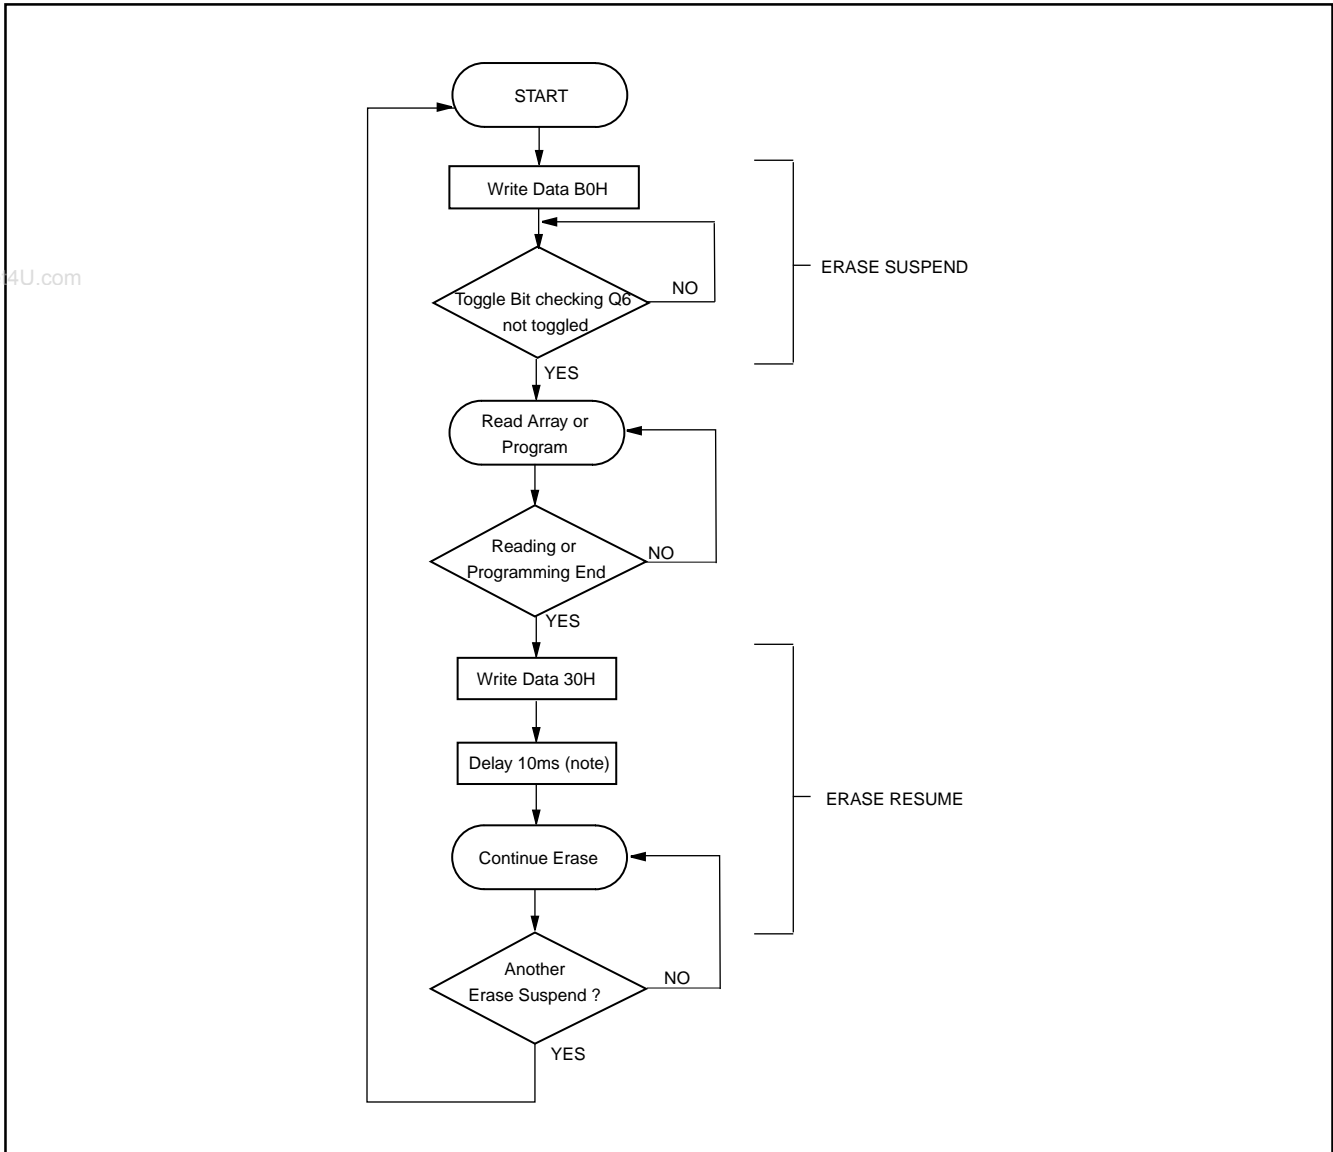 START
Write Data B0H
ERASE SUSPEND
4U.com
Toggle Bit checking Q6
not toggled
NO
YES
Read Array or
Program
Reading or
Programming End
NO
YES
Write Data 30H
Delay 10ms (note)
ERASE RESUME
Continue Erase
Another
Erase Suspend ?
NO
YES